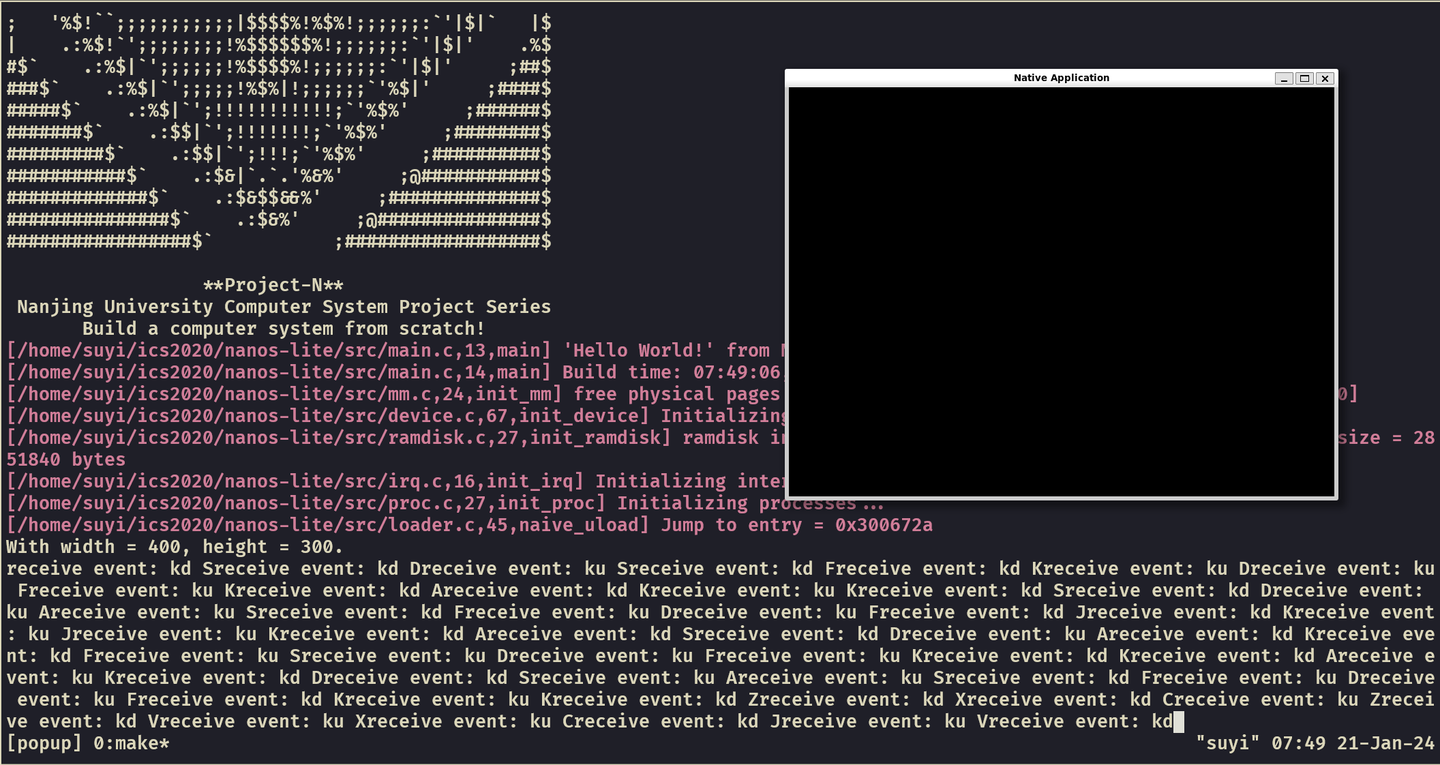 ;   '%$!``;;;;;;;;;;;|$$$$%!%$%!;;;;;;:`'|$|`   |$
|    .:%$!`';;;;;;;;!%$$$$$$%!;;;;;;:`'|$|'    .%$
#$`    .:%$|`';;;;;;!%$$$$%!;;;;;;:`'|$|'     ;##$
###$`    .:%$|`';;;;;!%$%|!;;;;;;`'%$|'     ;####$
#####$`    .:%$|`';!!!!!!!!!!!;`'%$%'     ;######$
#######$`    .:$$|`';!!!!!!!;`'%$%'     ;########$
#########$`    .:$$|`';!!!;`'%$%'     ;##########$
###########$`    .:$&|`.`.'%&%'     ;@###########$
#############$`    .:$&$$&&%'     ;##############$
###############$`    .:$&%'     ;@###############$
#################$`           ;##################$
**Project-N**
Nanjing University Computer System Project Series
Build a computer system from scratch!
Native Application
[/home/suyi/ics2020/nanos-lite/src/main.c,13,main] 'Hello World!' from
[/home/suyi/ics2020/nanos-lite/src/main.c,14,main] Build time: 07:49:06
[/home/suyi/ics2020/nanos-lite/src/mm.c,24,init_mm] free physical pages 0]
[/home/suyi/ics2020/nanos-lite/src/device.c,67,init_device] Initializing
[/home/suyi/ics2020/nanos-lite/src/ramdisk.c,27,init_ramdisk] ramdisk size = 28
51840 bytes
[/home/suyi/ics2020/nanos-lite/src/irq.c,16,init_irq] Initializing
[/home/suyi/ics2020/nanos-lite/src/proc.c,27,init_proc] Initializing processes...
[/home/suyi/ics2020/nanos-lite/src/loader.c,45,naive_uload] Jump to entry = 0x300672a
With width = 400, height = 300.
receive event: kd Sreceive event: kd Dreceive event: ku Sreceive event: kd Freceive event: kd Kreceive event: ku Dreceive event: ku
Freceive event: ku Kreceive event: kd Areceive event: kd Kreceive event: ku Kreceive event: kd Sreceive event: kd Dreceive event:
ku Areceive event: ku Sreceive event: kd Freceive event: ku Dreceive event: ku Freceive event: kd Jreceive event: kd Kreceive event
: ku Jreceive event: ku Kreceive event: kd Areceive event: kd Sreceive event: kd Dreceive event: ku Areceive event: kd Kreceive eve
nt: kd Freceive event: ku Sreceive event: ku Dreceive event: ku Freceive event: ku Kreceive event: kd Kreceive event: kd Areceive e
vent: ku Kreceive event: kd Dreceive event: kd Sreceive event: ku Areceive event: ku Sreceive event: kd Freceive event: ku Dreceive
event: ku Freceive event: kd Kreceive event: ku Kreceive event: kd Zreceive event: kd Xreceive event: kd Creceive event: ku Zrecei
ve event: kd Vreceive event: ku Xreceive event: ku Creceive event: kd Jreceive event: ku Vreceive event: kd
[popup] 0:make* "suyi" 07:49 21-Jan-24